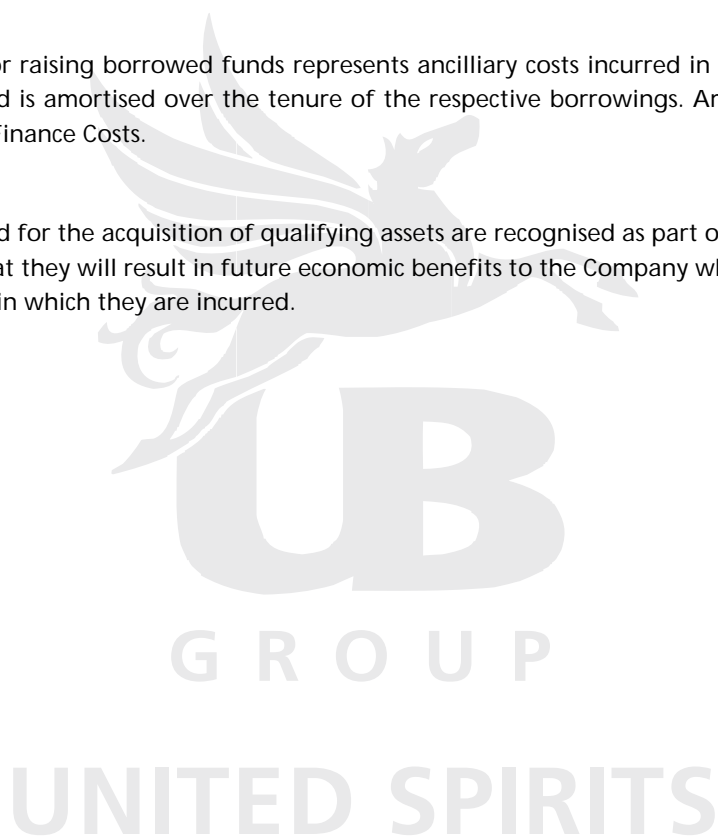 or raising borrowed funds represents ancilliary costs incurred in
d is amortised over the tenure of the respective borrowings. Ar
Finance Costs.
d for the acquisition of qualifying assets are recognised as part o
at they will result in future economic benefits to the Company wh
in which they are incurred.
UB
GROUP
UNITED SPIRITS